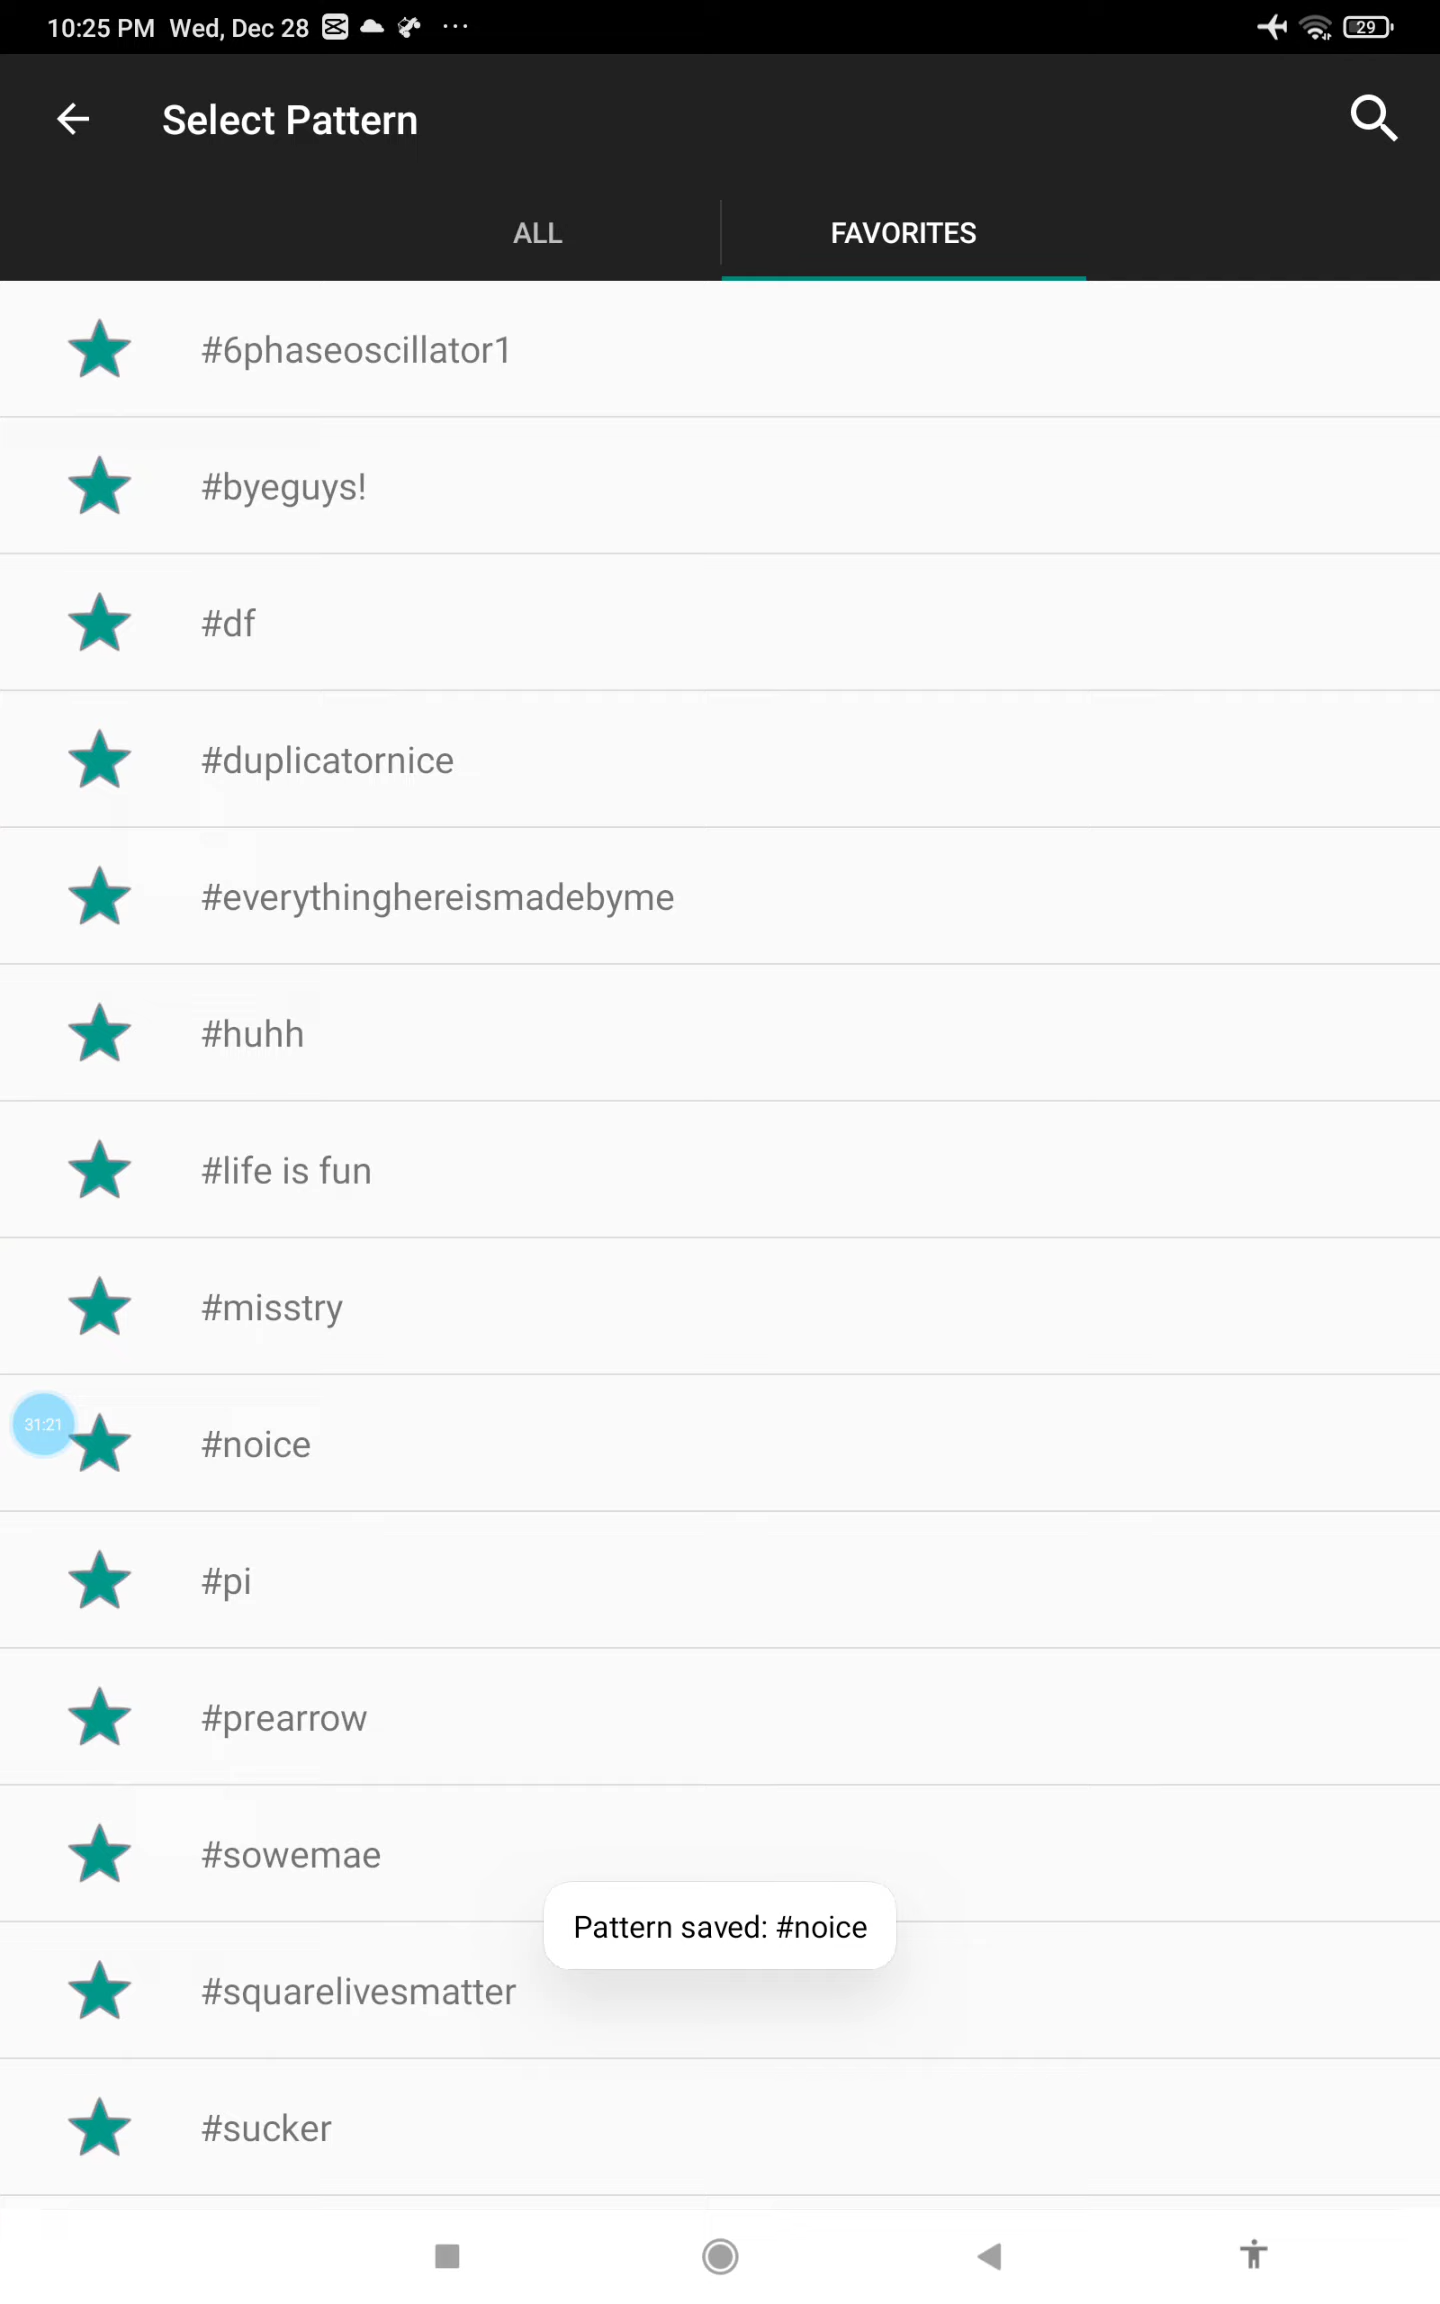 10:25 PM Wed, Dec 28 ... 29
Select Pattern
ALL FAVORITES
#6phaseoscillator1
#byeguys!
#df
#duplicatornice
#everythinghereismadebyme
#huhh
#life is fun
#misstry
31:21 #noice
#pi
#prearrow
#sowemae
Pattern saved: #noice
#squarelivesmatter
#sucker